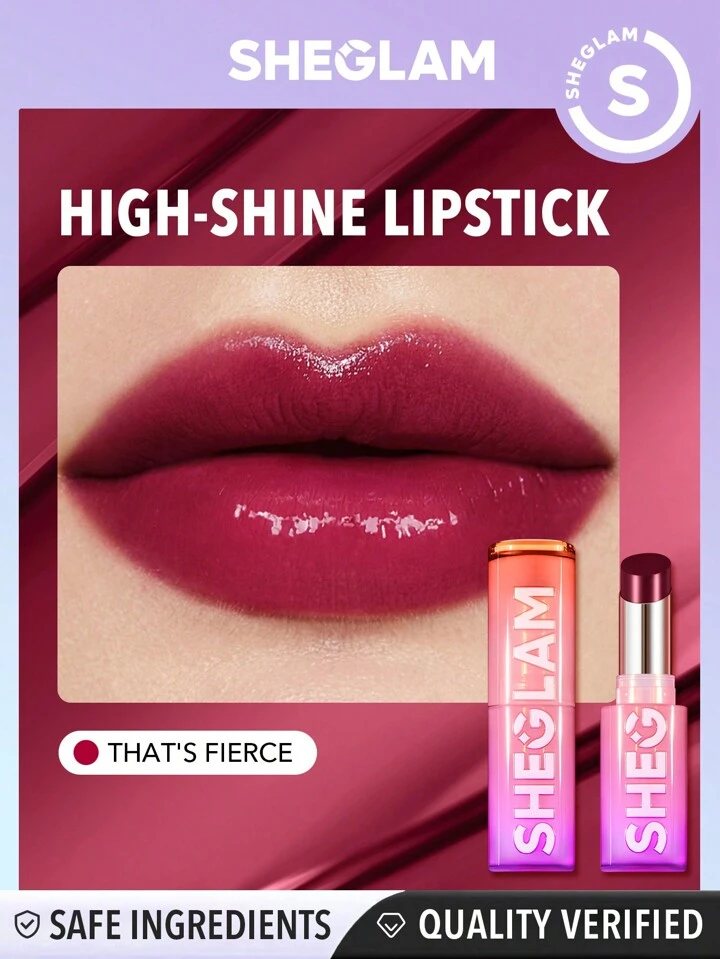 SHEGLAM
SHEGLAM
S
HIGH-SHINE LIPSTICK
SHEGLAM
SHEG
THAT'S FIERCE
SAFE INGREDIENTS
QUALITY VERIFIED